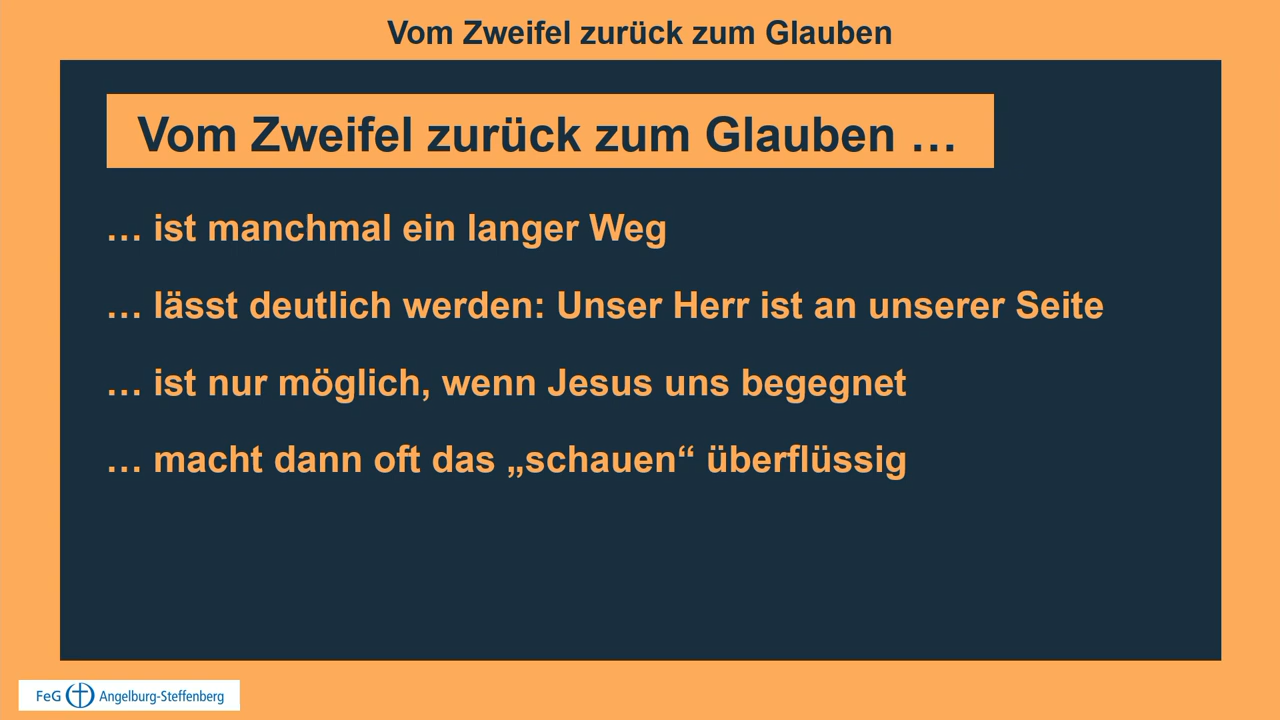 Vom Zweifel zurück zum Glauben
Vom Zweifel zurück zum Glauben …
… ist manchmal ein langer Weg
… lässt deutlich werden: Unser Herr ist an unserer Seite
… ist nur möglich, wenn Jesus uns begegnet
… macht dann oft das „schauen“ überflüssig
FeG Angelburg-Steffenberg